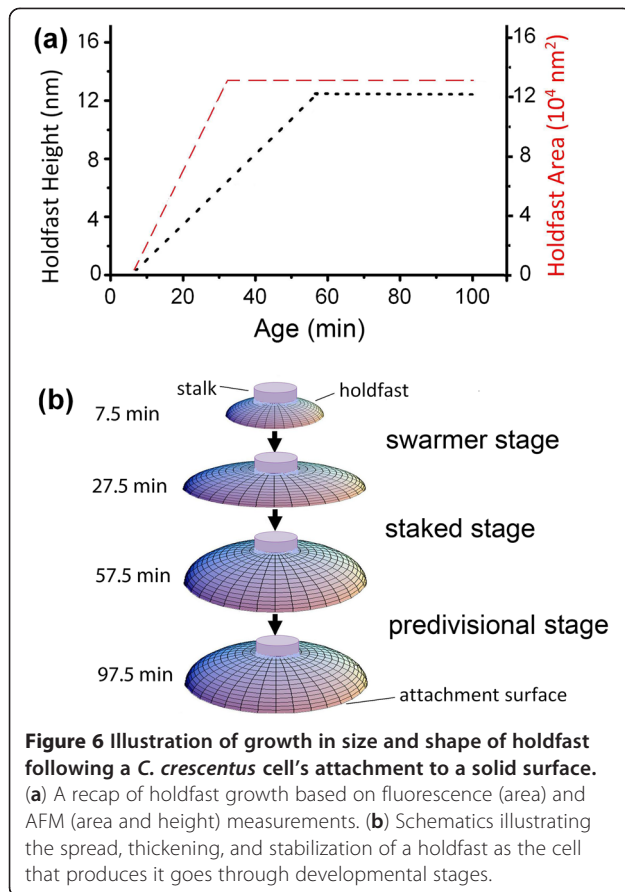 (a)
16
12
8
4
0
Holdfast Height (nm)
16
12
8
4
0
Holdfast Area (10⁴ nm²)
0 20 40 60 80 100
Age (min)
(b)
stalk
holdfast
7.5 min
swarmer stage
27.5 min
staked stage
57.5 min
predivisional stage
97.5 min
attachment surface
Figure 6 Illustration of growth in size and shape of holdfast
following a C. crescentus cell's attachment to a solid surface.
(a) A recap of holdfast growth based on fluorescence (area) and
AFM (area and height) measurements. (b) Schematics illustrating
the spread, thickening, and stabilization of a holdfast as the cell
that produces it goes through developmental stages.